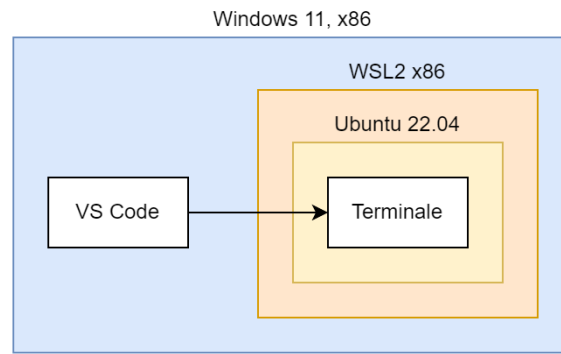 Windows 11, x86
WSL2 x86
Ubuntu 22.04
VS Code
Terminale